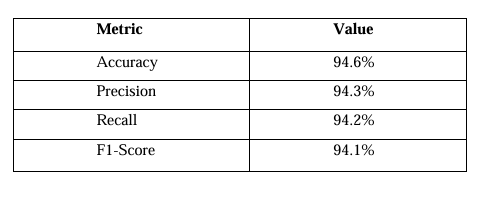 Metric Value
Accuracy 94.6%
Precision 94.3%
Recall 94.2%
F1-Score 94.1%